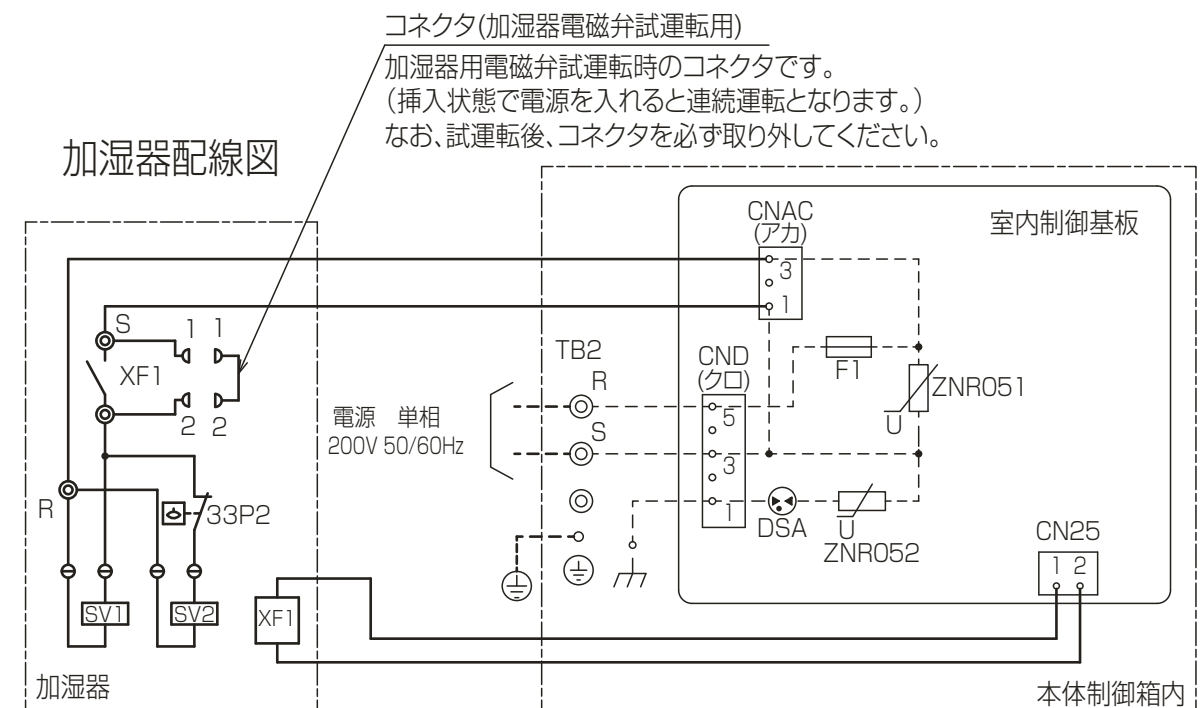 コネクタ(加湿器電磁弁試運転用)
加湿器用電磁弁試運転時のコネクタです。
(挿入状態で電源を入れると連続運転となります。)
なお、試運転後、コネクタを必ず取り外してください。
加湿器配線図
CNAC
(アカ)
室内制御基板
3
1
S
1 1
XF1
2 2
TB2
R
S
CND
(クロ)
5
3
1
F1
ZNR051
U
電源 単相
200V 50/60Hz
R
33P2
DSA
U
ZNR052
CN25
1 2
SV1
SV2
XF1
加湿器
本体制御箱内